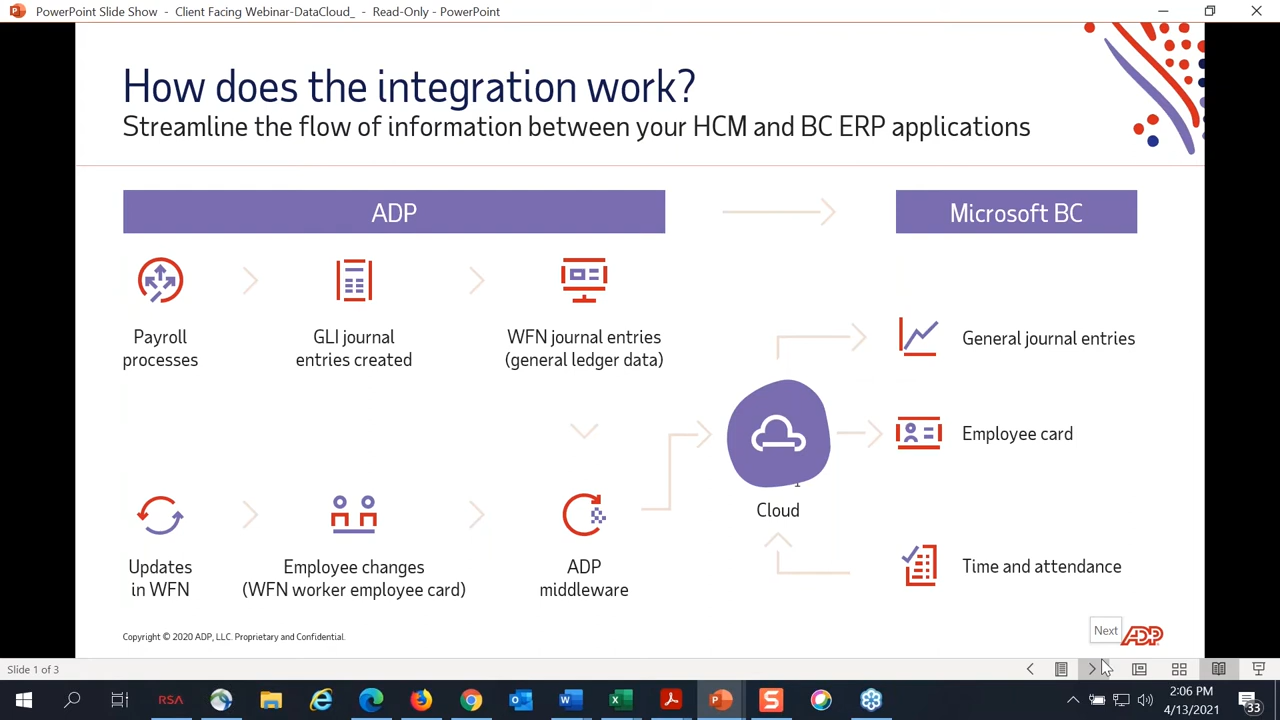 PowerPoint Slide Show - Client Facing Webinar-DataCloud_ - Read-Only - PowerPoint
How does the integration work?
Streamline the flow of information between your HCM and BC ERP applications
ADP
Microsoft BC
Payroll
processes
GLI journal
entries created
WFN journal entries
(general ledger data)
General journal entries
Employee card
Cloud
Updates
in WFN
Employee changes
(WFN worker employee card)
ADP
middleware
Time and attendance
Copyright © 2020 ADP, LLC. Proprietary and Confidential.
Next
ADP
Slide 1 of 3
RSA
2:06 PM
4/13/2021
33